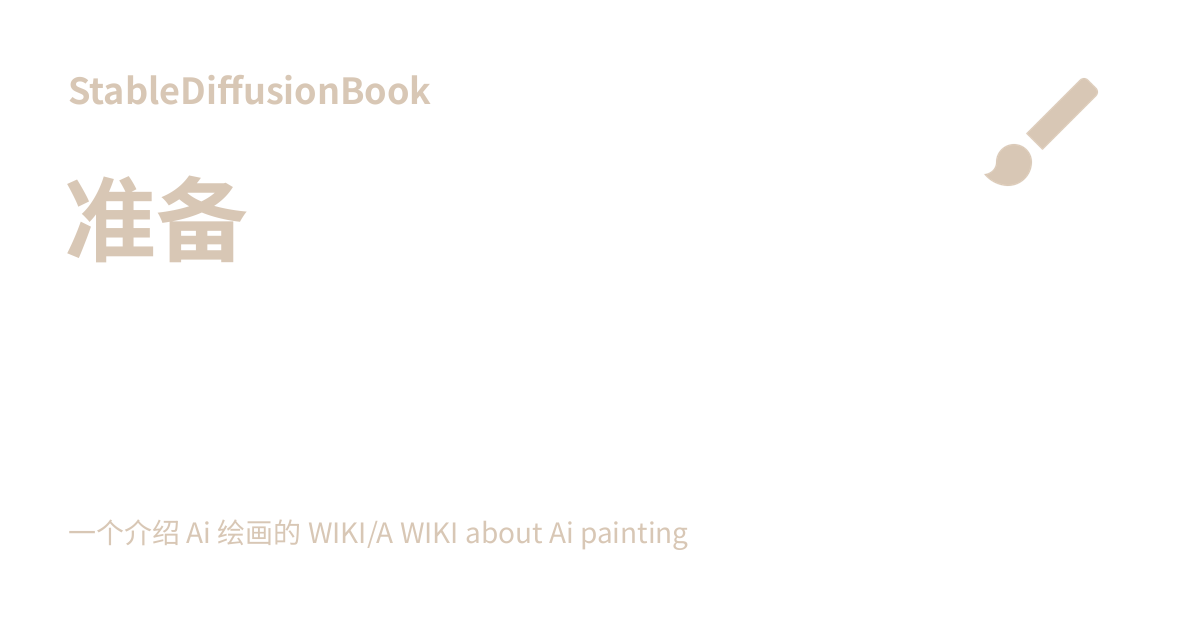 StableDiffusionBook
准备
一个介绍 Ai 绘画的 WIKI/A WIKI about Ai painting